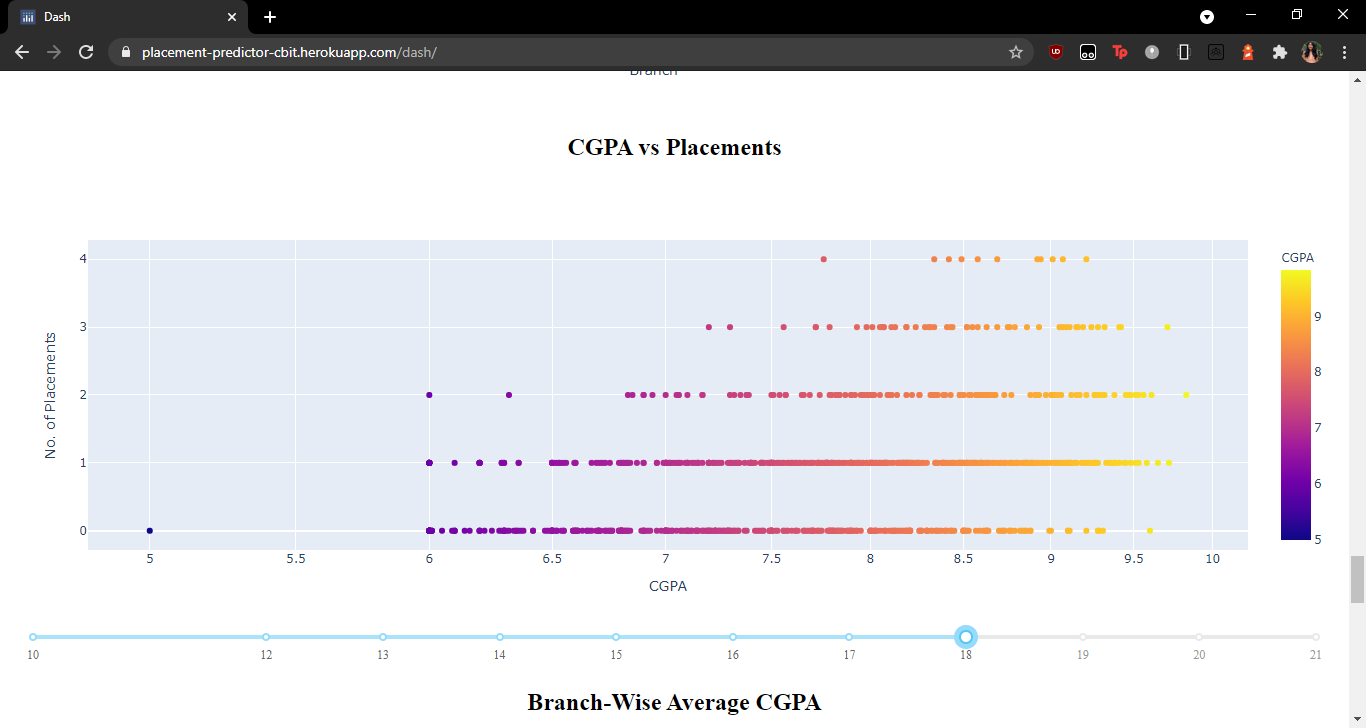 Dash
placement-predictor-cbit.herokuapp.com/dash/
UD
Tp
Branch
CGPA vs Placements
CGPA
4
3
2
1
0
No. of Placements
5 5.5 6 6.5 7 7.5 8 8.5 9 9.5 10
CGPA
9
8
7
6
5
10 12 13 14 15 16 17 18 19 20 21
Branch-Wise Average CGPA